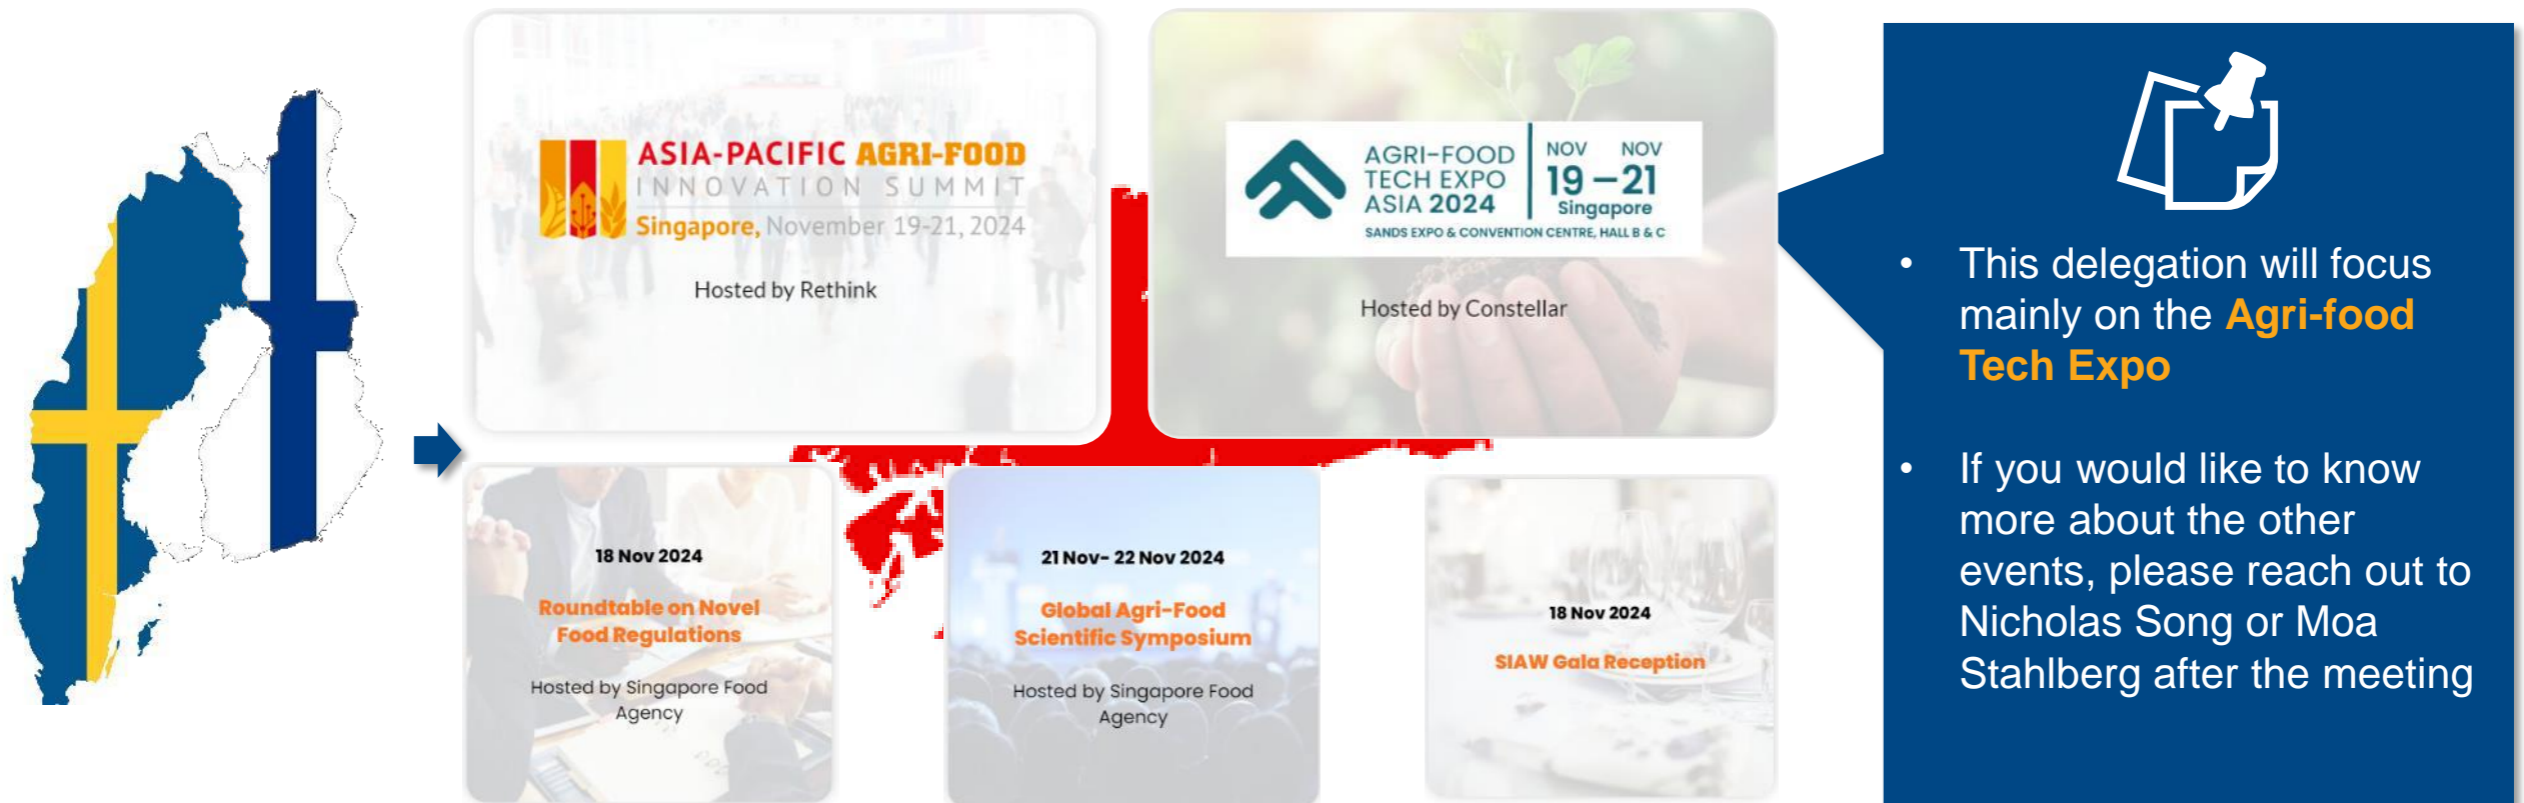 ASIA-PACIFIC AGRI-FOOD
INNOVATION SUMMIT
Singapore, November 19-21, 2024
Hosted by Rethink
AGRI-FOOD
TECH EXPO
ASIA 2024
NOV NOV
19 – 21
Singapore
SANDS EXPO & CONVENTION CENTRE, HALL B & C
Hosted by Constellar
18 Nov 2024
Roundtable on Novel
Food Regulations
Hosted by Singapore Food
Agency
21 Nov- 22 Nov 2024
Global Agri-Food
Scientific Symposium
Hosted by Singapore Food
Agency
18 Nov 2024
SIAW Gala Reception
• This delegation will focus
mainly on the Agri-food
Tech Expo
• If you would like to know
more about the other
events, please reach out to
Nicholas Song or Moa
Stahlberg after the meeting